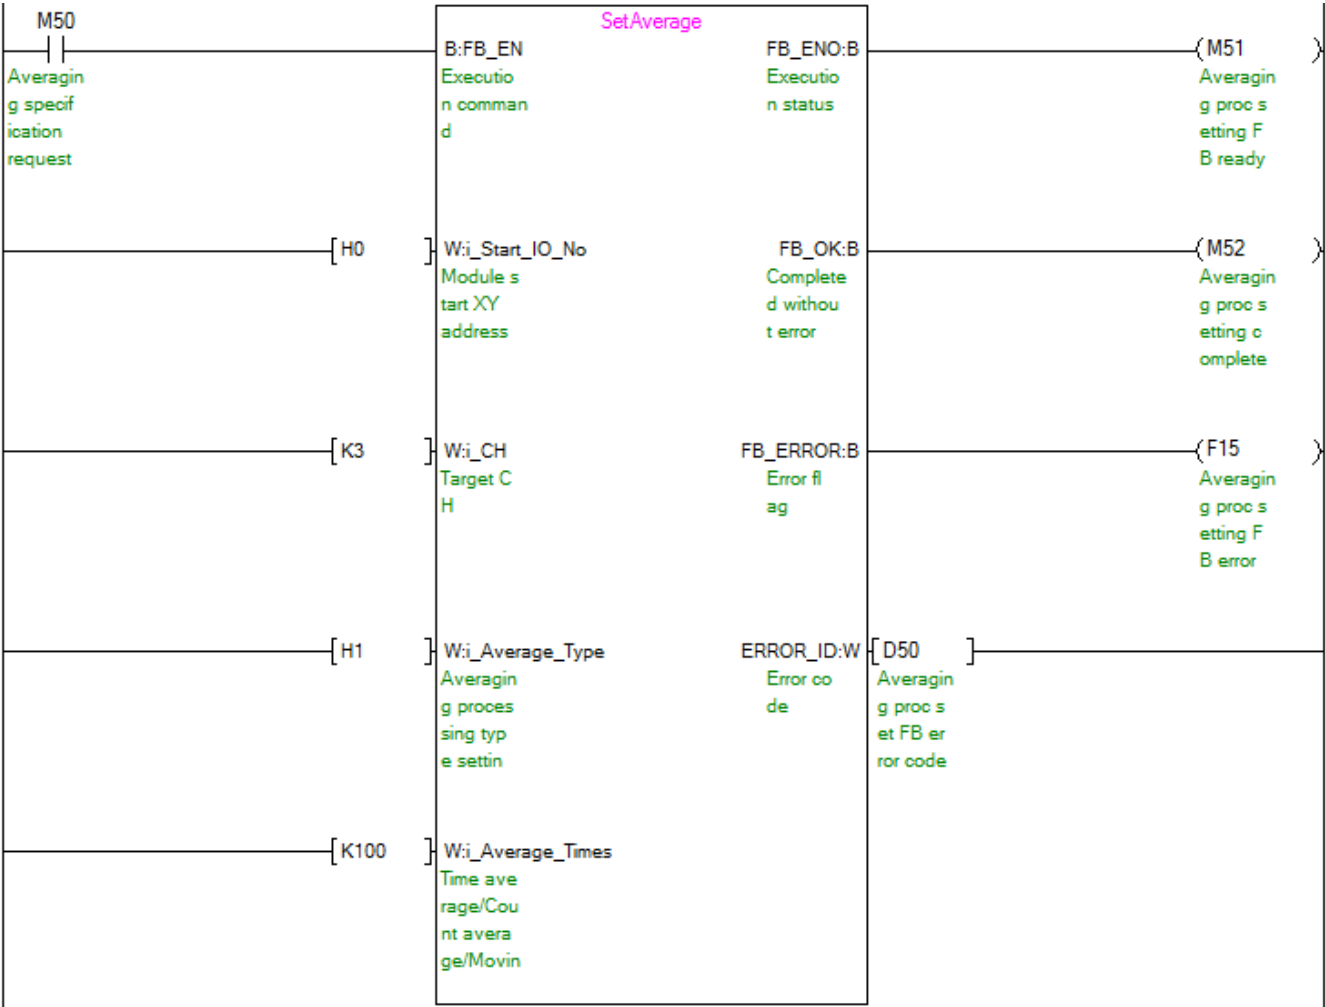 M50
SetAverage
B:FB_EN
FB_ENO:B
M51
Averagin
g specif
ication
request
Executio
n comman
d
Executio
n status
Averagin
g proc s
etting F
B ready
H0
W:i_Start_IO_No
FB_OK:B
M52
Module s
tart XY
address
Complete
d withou
t error
Averagin
g proc s
etting c
omplete
K3
W:i_CH
FB_ERROR:B
F15
Target C
H
Error fl
ag
Averagin
g proc s
etting F
B error
H1
W:i_Average_Type
ERROR_ID:W
D50
Averagin
g proces
sing typ
e settin
Error co
de
Averagin
g proc s
et FB er
ror code
K100
W:i_Average_Times
Time ave
rage/Cou
nt avera
ge/Movin